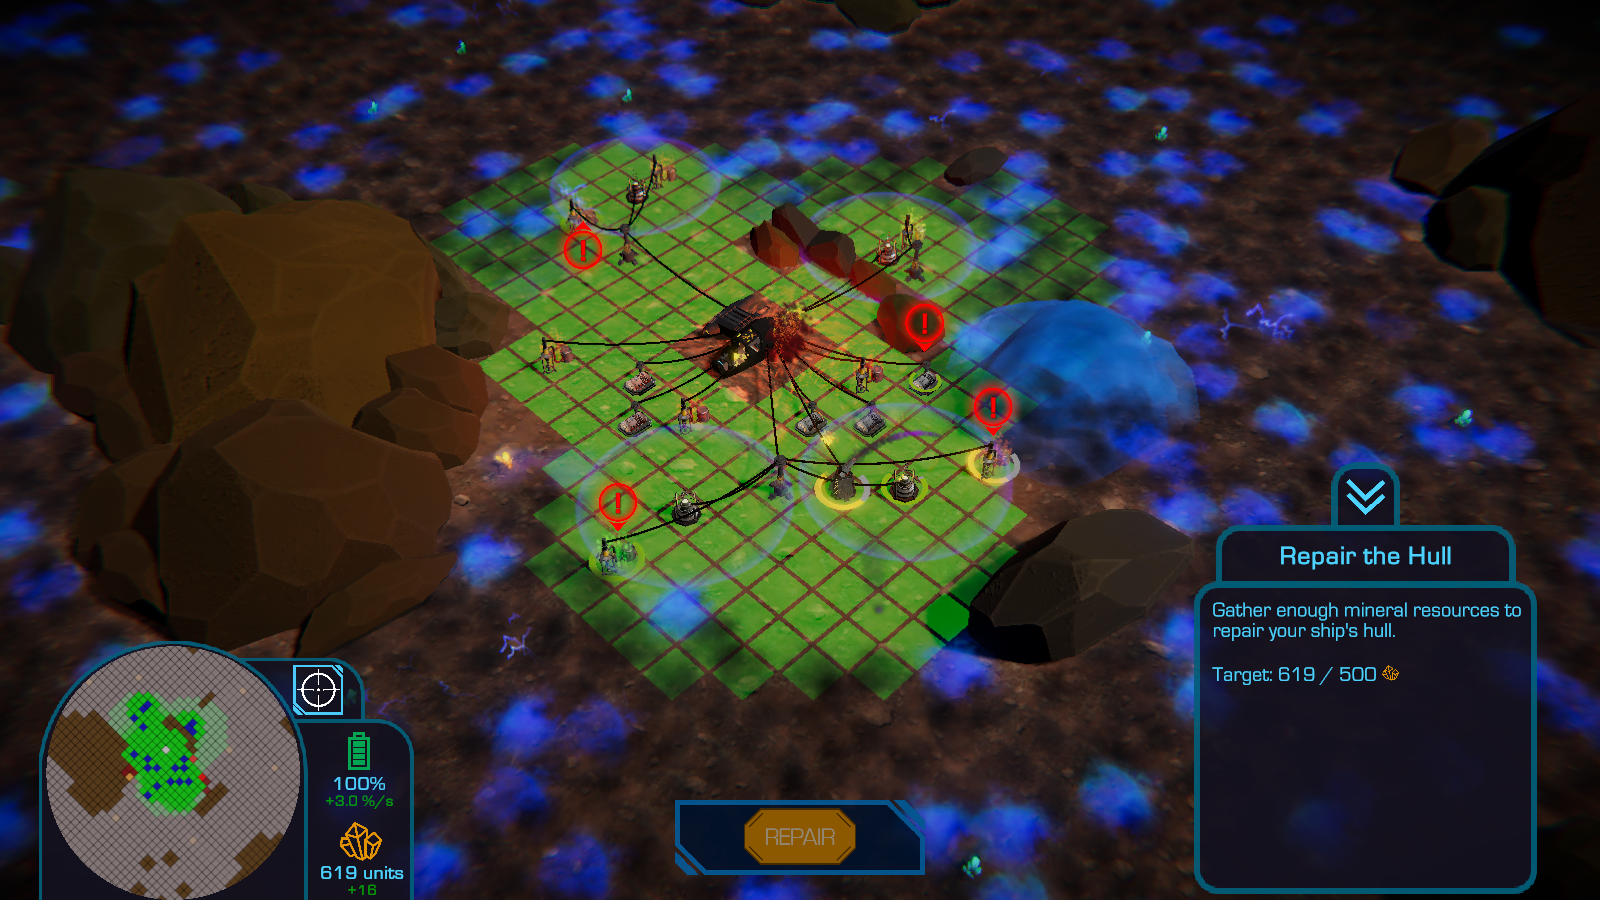 Repair the Hull
Gather enough mineral resources to
repair your ship's hull.
Target: 619 / 500
100%
+3.0 %/s
619 units
+16
REPAIR
!
!
!
!